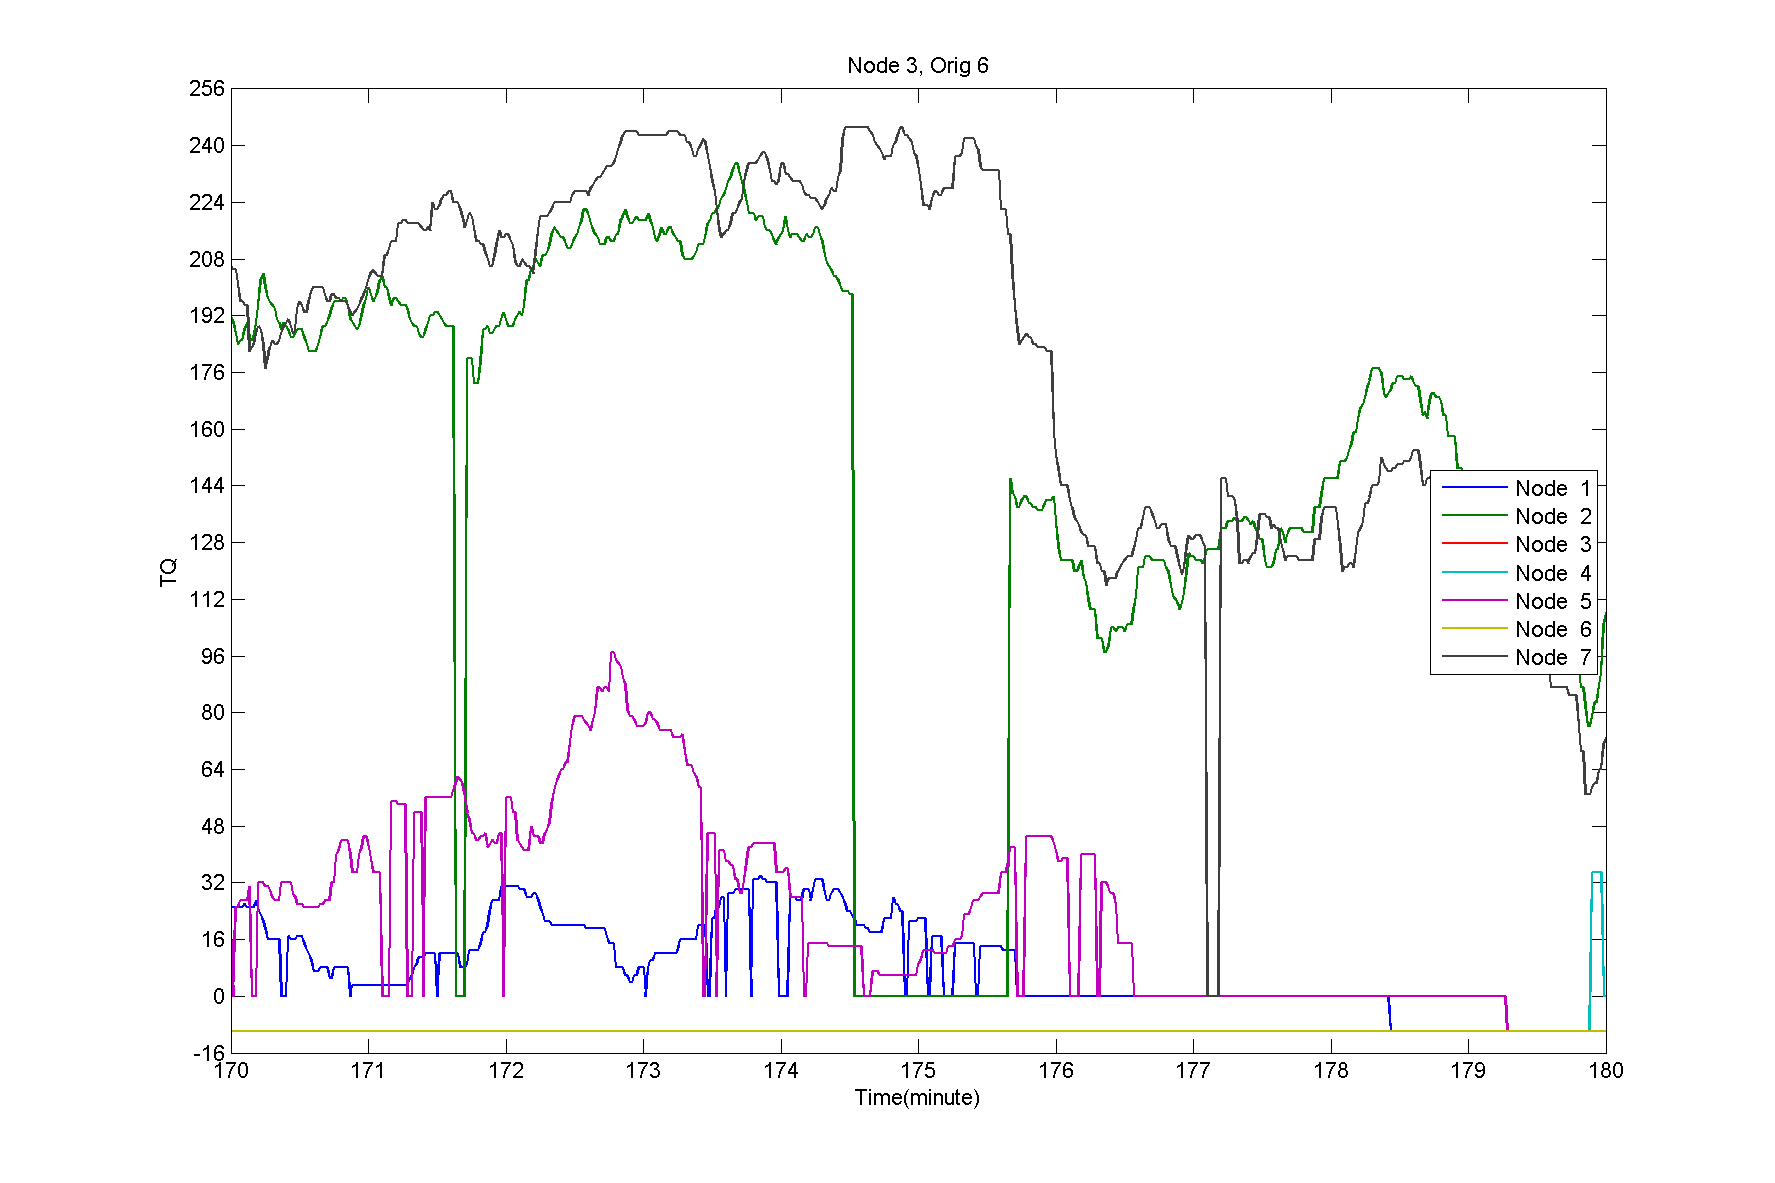 Node 3, Orig 6
256
240
224
208
192
176
160
144
128
112
96
80
64
48
32
16
0
-16
TQ
170 171 172 173 174 175 176 177 178 179 180
Time(minute)
Node 1
Node 2
Node 3
Node 4
Node 5
Node 6
Node 7